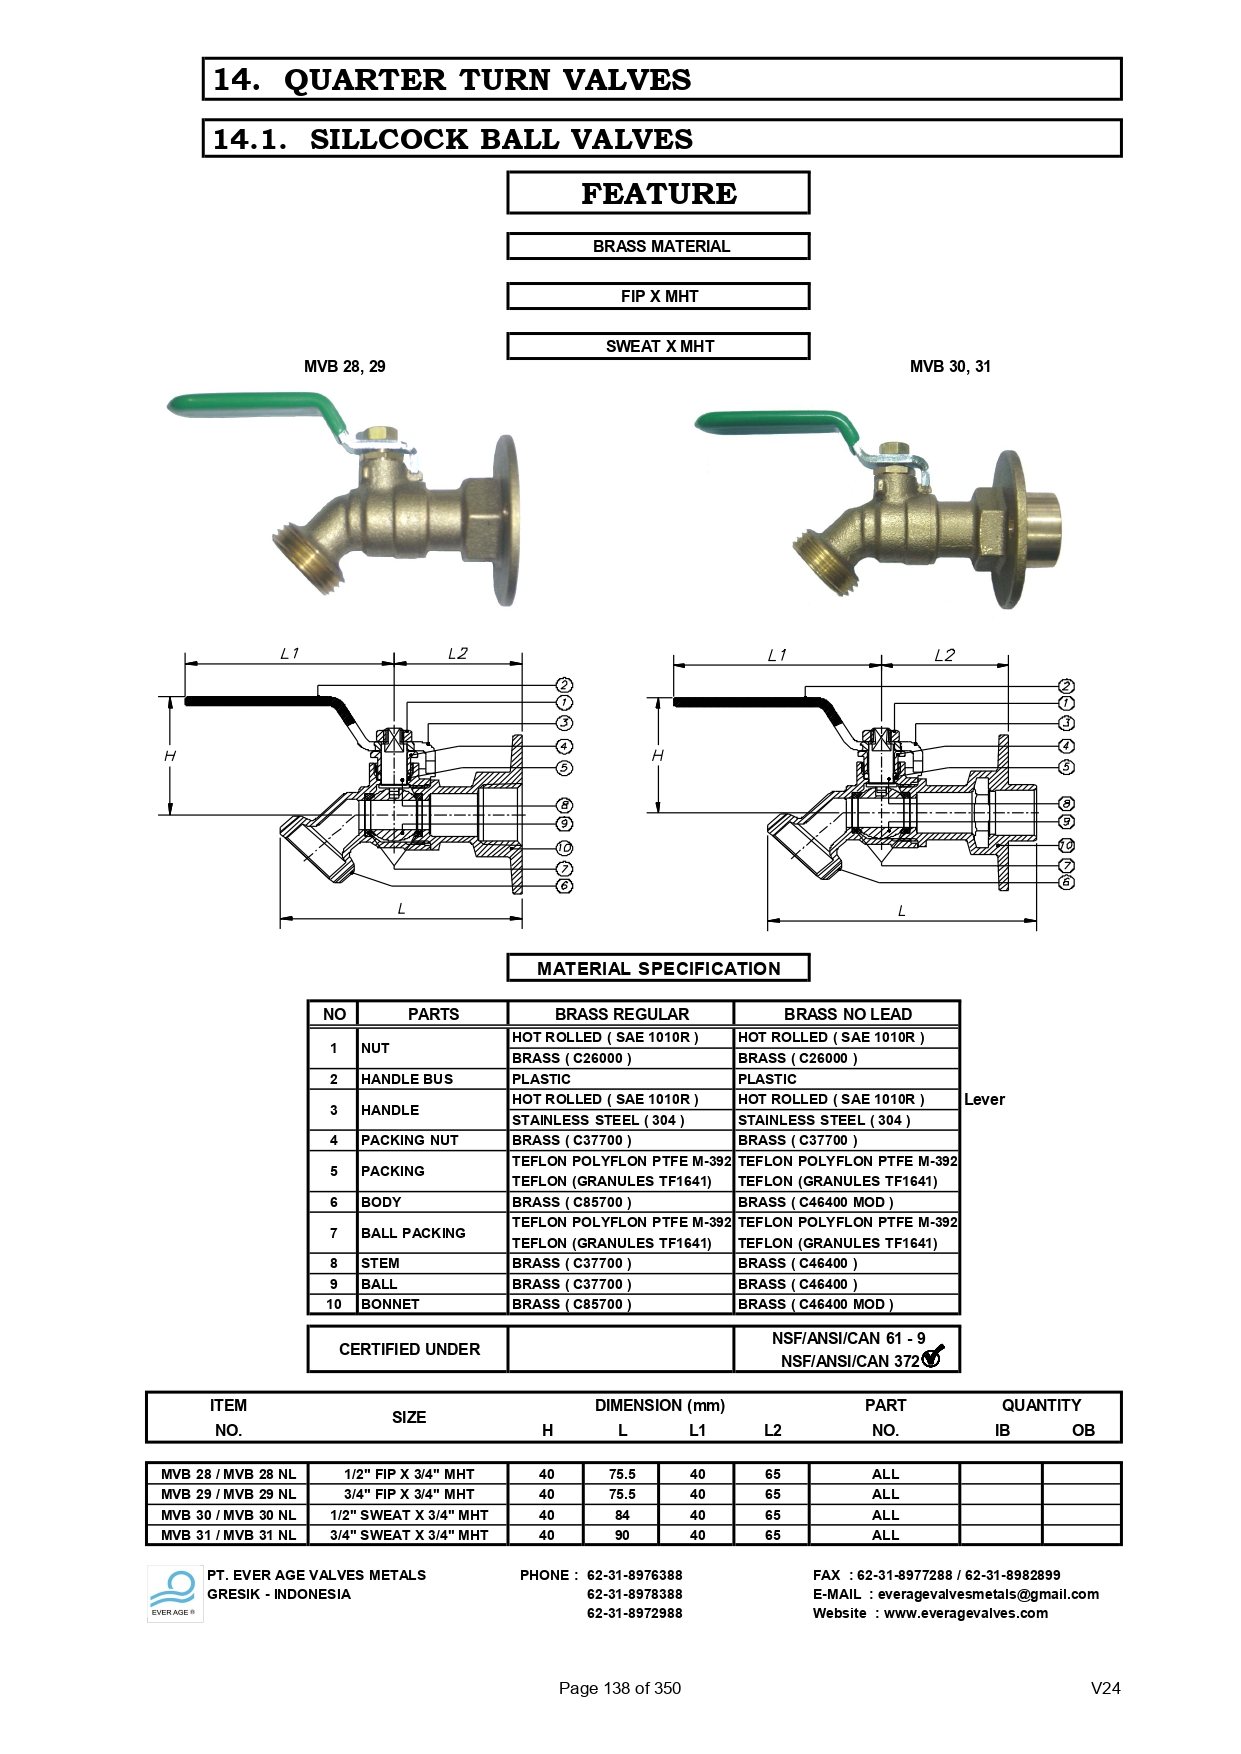 14. QUARTER TURN VALVES
14.1. SILLCOCK BALL VALVES
FEATURE
BRASS MATERIAL
FIP X MHT
SWEAT X MHT
MVB 28, 29 MVB 30, 31
L1 L2 L1 L2
2 2
1 1
3 3
H 4 H 4
5 5
8 8
9 9
10 10
7 7
6 6
L L
MATERIAL SPECIFICATION
NO PARTS BRASS REGULAR BRASS NO LEAD
1 NUT HOT ROLLED ( SAE 1010R ) HOT ROLLED ( SAE 1010R )
BRASS ( C26000 ) BRASS ( C26000 )
2 HANDLE BUS PLASTIC PLASTIC
3 HANDLE HOT ROLLED ( SAE 1010R ) HOT ROLLED ( SAE 1010R ) Lever
STAINLESS STEEL ( 304 ) STAINLESS STEEL ( 304 )
4 PACKING NUT BRASS ( C37700 ) BRASS ( C37700 )
5 PACKING TEFLON POLYFLON PTFE M-392 TEFLON POLYFLON PTFE M-392
TEFLON (GRANULES TF1641) TEFLON (GRANULES TF1641)
6 BODY BRASS ( C85700 ) BRASS ( C46400 MOD )
7 BALL PACKING TEFLON POLYFLON PTFE M-392 TEFLON POLYFLON PTFE M-392
TEFLON (GRANULES TF1641) TEFLON (GRANULES TF1641)
8 STEM BRASS ( C37700 ) BRASS ( C46400 )
9 BALL BRASS ( C37700 ) BRASS ( C46400 )
10 BONNET BRASS ( C85700 ) BRASS ( C46400 MOD )
CERTIFIED UNDER NSF/ANSI/CAN 61 - 9
NSF/ANSI/CAN 372
ITEM SIZE DIMENSION (mm) PART QUANTITY
NO. H L L1 L2 NO. IB OB
MVB 28 / MVB 28 NL 1/2" FIP X 3/4" MHT 40 75.5 40 65 ALL
MVB 29 / MVB 29 NL 3/4" FIP X 3/4" MHT 40 75.5 40 65 ALL
MVB 30 / MVB 30 NL 1/2" SWEAT X 3/4" MHT 40 84 40 65 ALL
MVB 31 / MVB 31 NL 3/4" SWEAT X 3/4" MHT 40 90 40 65 ALL
EVER AGE ®
PT. EVER AGE VALVES METALS PHONE : 62-31-8976388 FAX : 62-31-8977288 / 62-31-8982899
GRESIK - INDONESIA 62-31-8978388 E-MAIL : everagevalvesmetals@gmail.com
62-31-8972988 Website : www.everagevalves.com
Page 138 of 350 V24